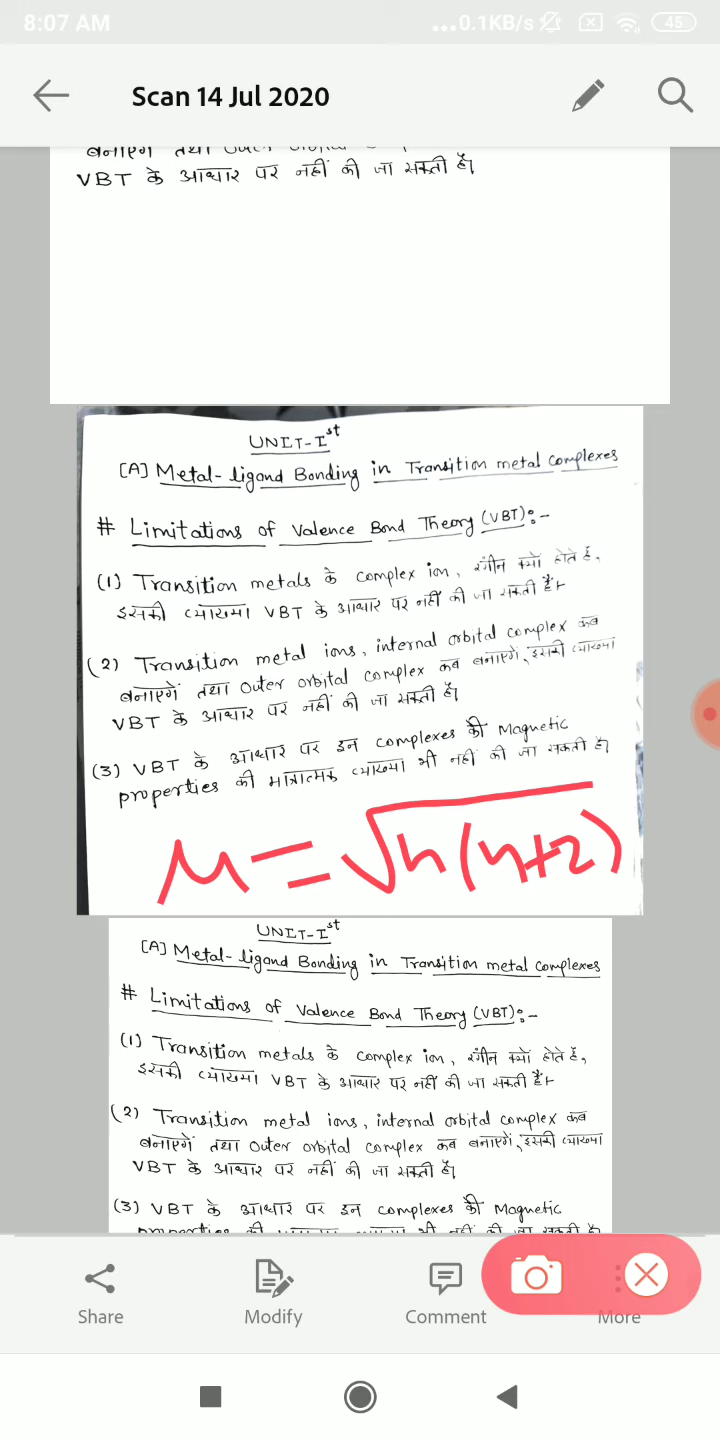 8:07 AM
...0.1KB/s 45
Scan 14 Jul 2020
बनाएगें तथा
VBT के आधार पर नहीं की जा सकती है।
UNIT-Ist
[A] Metal-ligand Bonding in Transition metal complexes
# Limitations of Valence Bond Theory (VBT):-
(1) Transition metals के complex ion, रंगीन क्यों होते हैं,
इसकी व्याख्या VBT के आधार पर नहीं की जा सकती है।
(2) Transition metal ions, internal orbital complex कब
बनाएगें तथा outer orbital complex कब बनाएगें, इसकी व्याख्या
VBT के आधार पर नहीं की जा सकती है।
(3) VBT के आधार पर इन complexes की Magnetic
properties की मात्रात्मक व्याख्या भी नहीं की जा सकती है।
μ=√n(n+2)
UNIT-Ist
[A] Metal-ligand Bonding in Transition metal complexes
# Limitations of Valence Bond Theory (VBT):-
(1) Transition metals के complex ion, रंगीन क्यों होते हैं,
इसकी व्याख्या VBT के आधार पर नहीं की जा सकती है।
(2) Transition metal ions, internal orbital complex कब
बनाएगें तथा outer orbital complex कब बनाएगें, इसकी व्याख्या
VBT के आधार पर नहीं की जा सकती है।
(3) VBT के आधार पर इन complexes की Magnetic
properties की भी नहीं की जा सकती है।
Share Modify Comment More